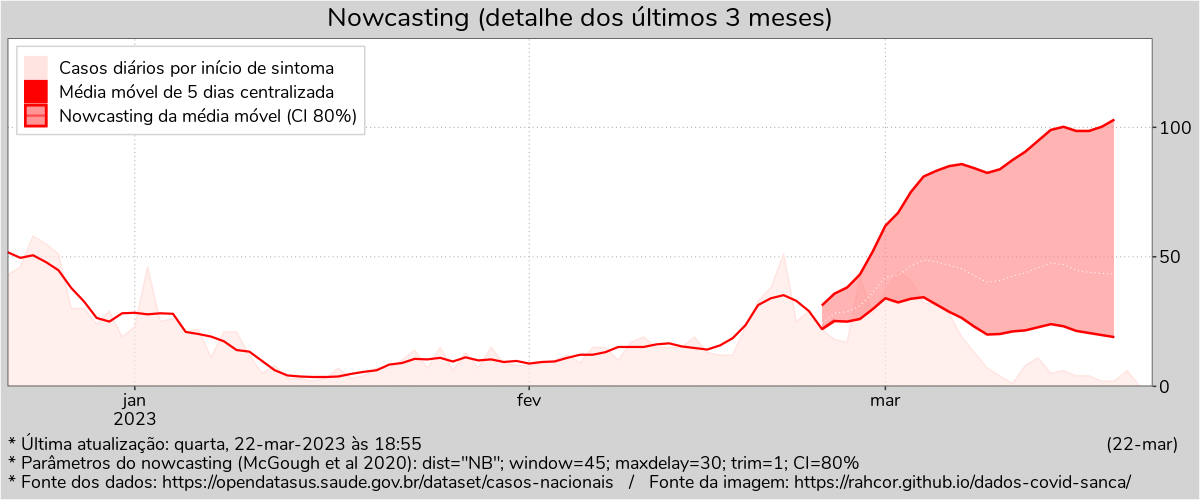 Nowcasting (detalhe dos últimos 3 meses)
Casos diários por início de sintoma
Média móvel de 5 dias centralizada
Nowcasting da média móvel (CI 80%)
100
50
0
jan
2023
fev
mar
* Última atualização: quarta, 22-mar-2023 às 18:55
(22-mar)
* Parâmetros do nowcasting (McGough et al 2020): dist="NB"; window=45; maxdelay=30; trim=1; CI=80%
* Fonte dos dados: https://opendatasus.saude.gov.br/dataset/casos-nacionais / Fonte da imagem: https://rahcor.github.io/dados-covid-sanca/